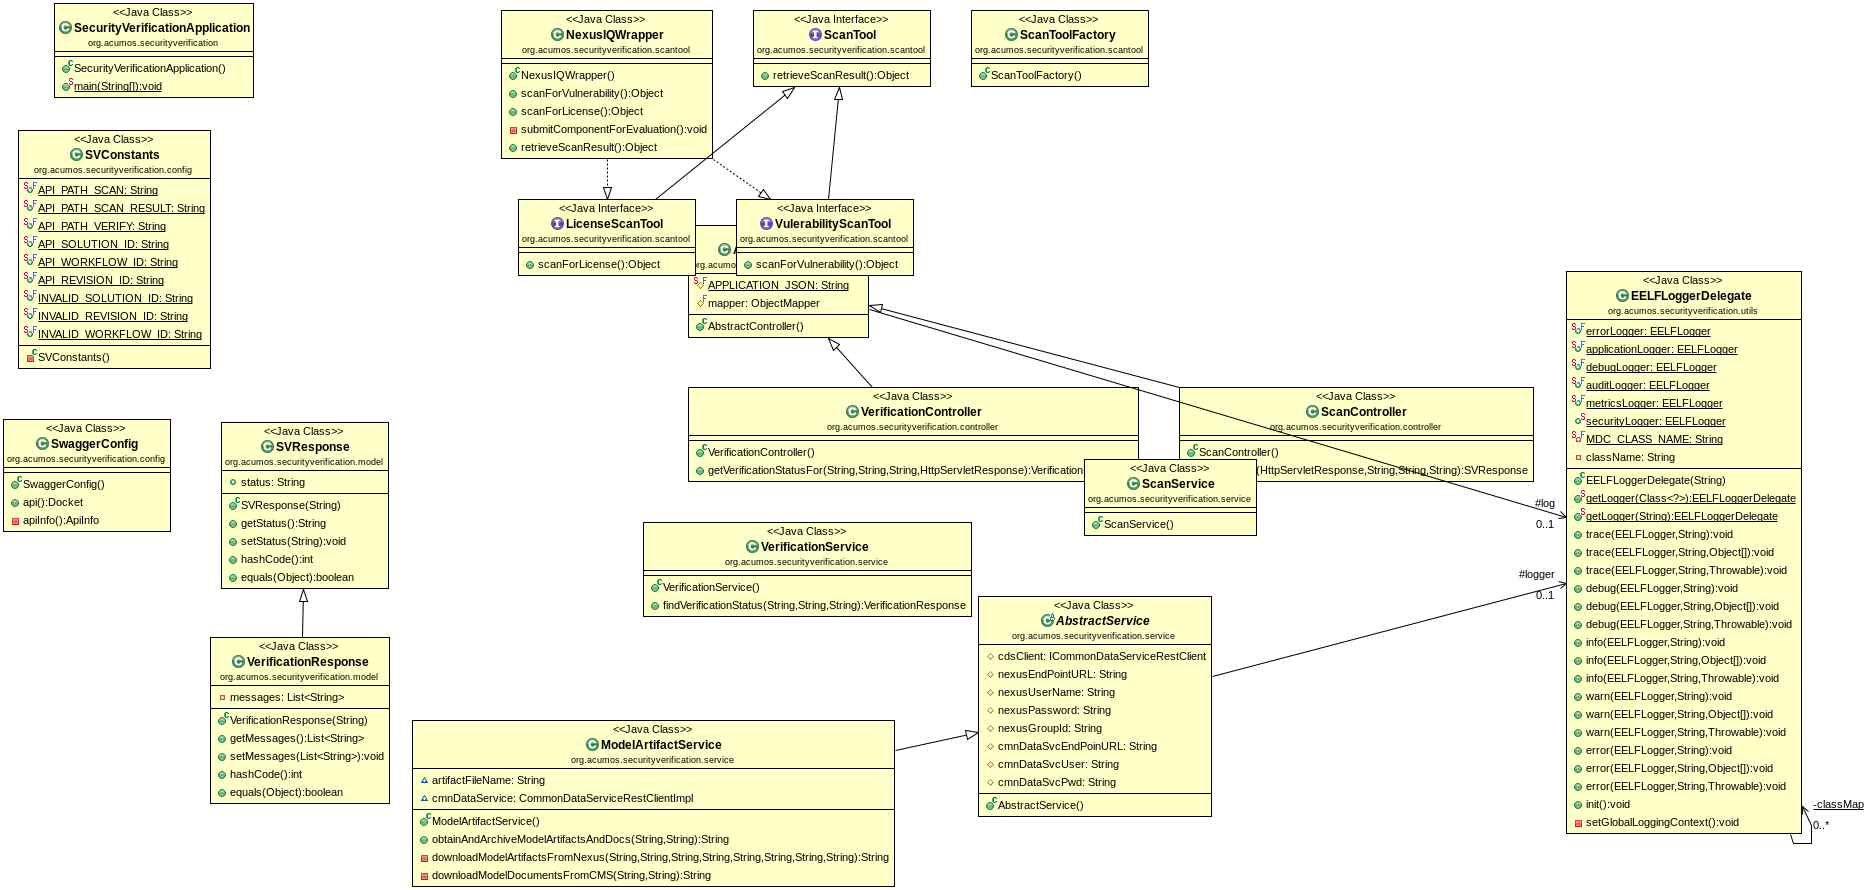 <<Java Class>>
SecurityVerificationApplication
org.acumos.securityverification
SecurityVerificationApplication()
main(String[]):void
<<Java Class>>
NexusIQWrapper
org.acumos.securityverification.scantool
NexusIQWrapper()
scanForVulnerability():Object
scanForLicense():Object
submitComponentForEvaluation():void
retrieveScanResult():Object
<<Java Interface>>
ScanTool
org.acumos.securityverification.scantool
retrieveScanResult():Object
<<Java Class>>
ScanToolFactory
org.acumos.securityverification.scantool
ScanToolFactory()
<<Java Class>>
SVConstants
org.acumos.securityverification.config
API_PATH_SCAN: String
API_PATH_SCAN_RESULT: String
API_PATH_VERIFY: String
API_SOLUTION_ID: String
API_WORKFLOW_ID: String
API_REVISION_ID: String
INVALID_SOLUTION_ID: String
INVALID_REVISION_ID: String
INVALID_WORKFLOW_ID: String
SVConstants()
<<Java Interface>>
LicenseScanTool
org.acumos.securityverification.scantool
scanForLicense():Object
<<Java Interface>>
VulerabilityScanTool
org.acumos.securityverification.scantool
scanForVulnerability():Object
APPLICATION_JSON: String
mapper: ObjectMapper
AbstractController()
<<Java Class>>
VerificationController
org.acumos.securityverification.controller
VerificationController()
getVerificationStatusFor(String,String,String,HttpServletResponse):Verification
<<Java Class>>
ScanController
org.acumos.securityverification.controller
ScanController()
(HttpServletResponse,String,String,String):SVResponse
<<Java Class>>
ScanService
org.acumos.securityverification.service
ScanService()
<<Java Class>>
SwaggerConfig
org.acumos.securityverification.config
SwaggerConfig()
api():Docket
apiInfo():ApiInfo
<<Java Class>>
SVResponse
org.acumos.securityverification.model
status: String
SVResponse(String)
getStatus():String
setStatus(String):void
hashCode():int
equals(Object):boolean
<<Java Class>>
VerificationResponse
org.acumos.securityverification.model
messages: List<String>
VerificationResponse(String)
getMessages():List<String>
setMessages(List<String>):void
hashCode():int
equals(Object):boolean
<<Java Class>>
VerificationService
org.acumos.securityverification.service
VerificationService()
findVerificationStatus(String,String,String):VerificationResponse
<<Java Class>>
AbstractService
org.acumos.securityverification.service
cdsClient: ICommonDataServiceRestClient
nexusEndPointURL: String
nexusUserName: String
nexusPassword: String
nexusGroupId: String
cmnDataSvcEndPoinURL: String
cmnDataSvcUser: String
cmnDataSvcPwd: String
AbstractService()
<<Java Class>>
ModelArtifactService
org.acumos.securityverification.service
artifactFileName: String
cmnDataService: CommonDataServiceRestClientImpl
ModelArtifactService()
obtainAndArchiveModelArtifactsAndDocs(String,String):String
downloadModelArtifactsFromNexus(String,String,String,String,String,String,String,String):String
downloadModelDocumentsFromCMS(String,String):String
<<Java Class>>
EELFLoggerDelegate
org.acumos.securityverification.utils
errorLogger: EELFLogger
applicationLogger: EELFLogger
debugLogger: EELFLogger
auditLogger: EELFLogger
metricsLogger: EELFLogger
securityLogger: EELFLogger
MDC_CLASS_NAME: String
className: String
EELFLoggerDelegate(String)
getLogger(Class<?>):EELFLoggerDelegate
getLogger(String):EELFLoggerDelegate
trace(EELFLogger,String):void
trace(EELFLogger,String,Object[]):void
trace(EELFLogger,String,Throwable):void
debug(EELFLogger,String):void
debug(EELFLogger,String,Object[]):void
debug(EELFLogger,String,Throwable):void
info(EELFLogger,String):void
info(EELFLogger,String,Object[]):void
info(EELFLogger,String,Throwable):void
warn(EELFLogger,String):void
warn(EELFLogger,String,Object[]):void
warn(EELFLogger,String,Throwable):void
error(EELFLogger,String):void
error(EELFLogger,String,Object[]):void
error(EELFLogger,String,Throwable):void
init():void
setGlobalLoggingContext():void
#log
0..1
#logger
0..1
-classMap
0..*